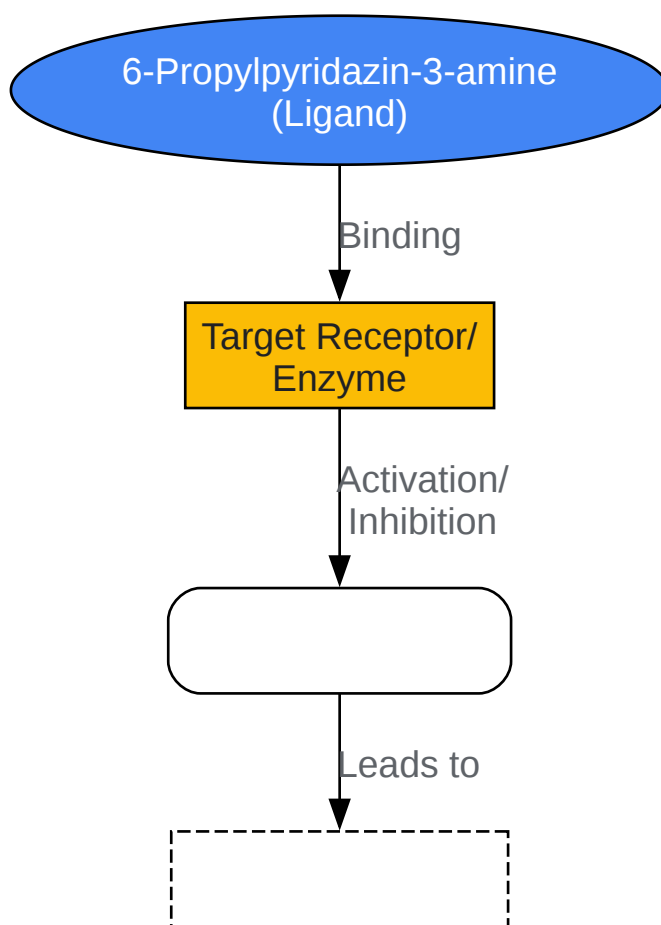 6-Propylpyridazin-3-amine
(Ligand)
Binding
Target Receptor/
Enzyme
Activation/
Inhibition
Leads to